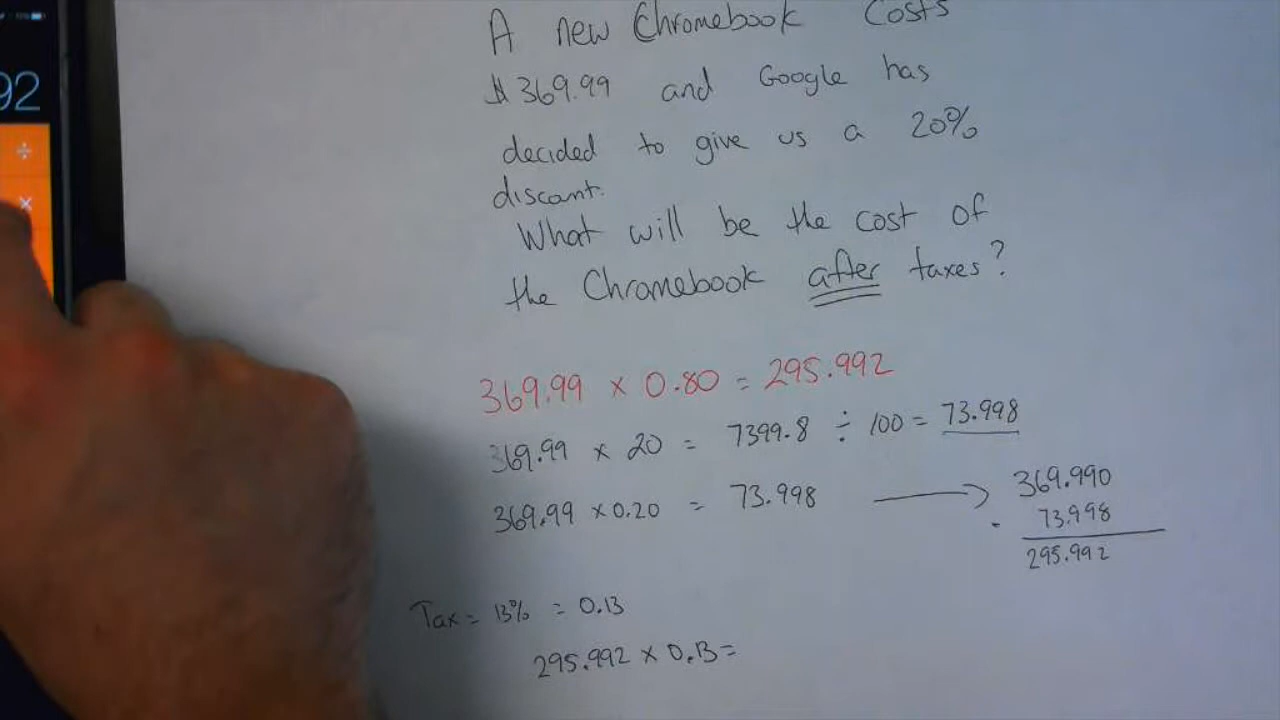 92
÷
×
A new Chromebook Costs
$369.99 and Google has
decided to give us a 20%
discant.
What will be the cost of
the Chromebook after taxes?
369.99 × 0.80 = 295.992
369.99 × 20 = 7399.8 ÷ 100 = 73.998
369.99 × 0.20 = 73.998 → 369.990
- 73.998
295.992
Tax = 13% = 0.13
295.992 × 0.13 =